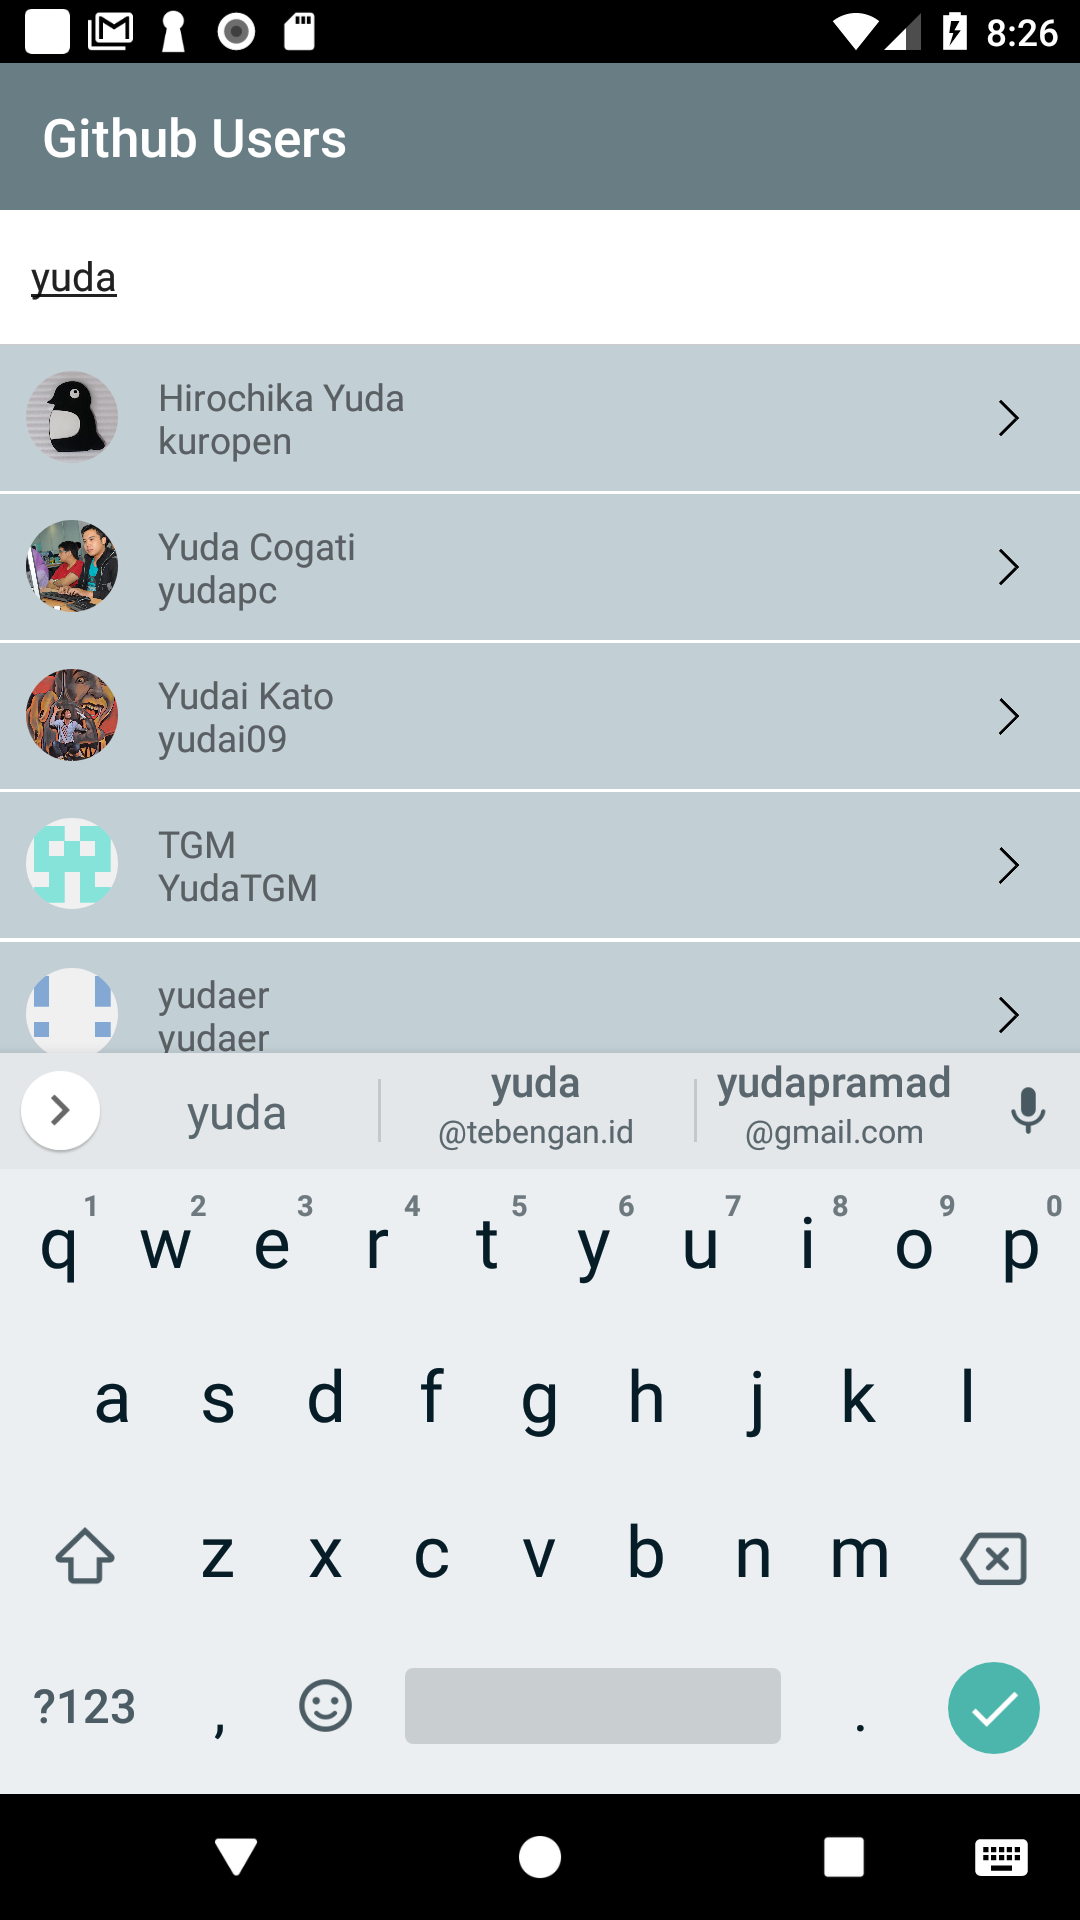 8:26
Github Users
yuda
Hirochika Yuda
kuropen
Yuda Cogati
yudapc
Yudai Kato
yudai09
TGM
YudaTGM
yudaer
yudaer
yuda
yuda
@tebengan.id
yudapramad
@gmail.com
1 2 3 4 5 6 7 8 9 0
q w e r t y u i o p
a s d f g h j k l
z x c v b n m
?123 , .